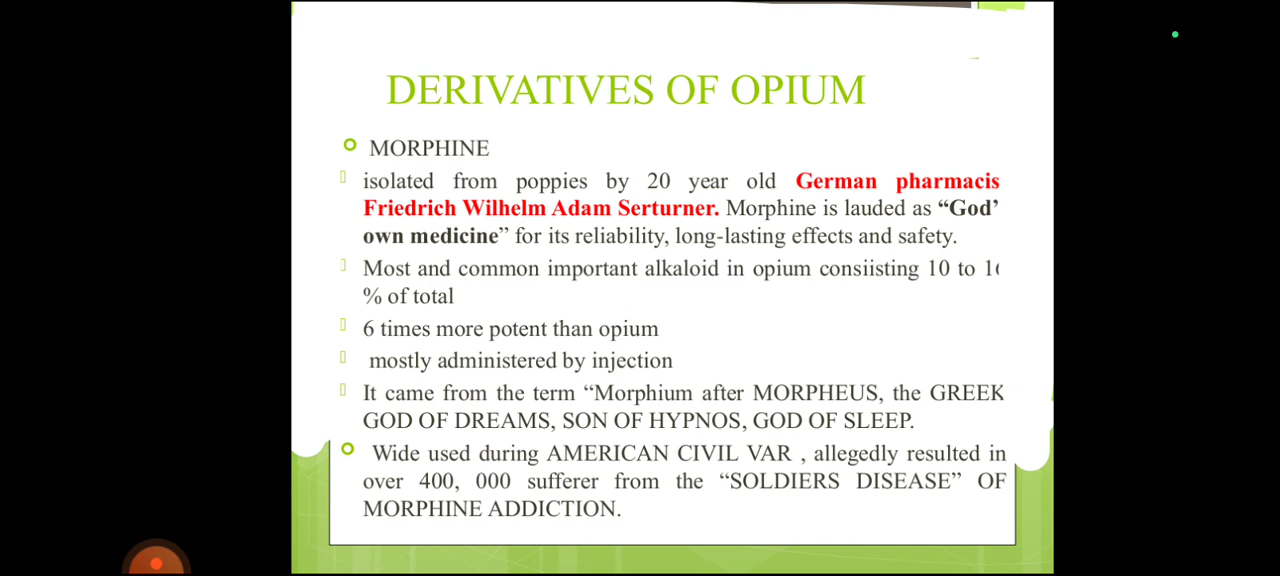 DERIVATIVES OF OPIUM
MORPHINE
isolated from poppies by 20 year old German pharmacis
Friedrich Wilhelm Adam Serturner. Morphine is lauded as “God’
own medicine” for its reliability, long-lasting effects and safety.
Most and common important alkaloid in opium consiisting 10 to 16
% of total
6 times more potent than opium
mostly administered by injection
It came from the term “Morphium after MORPHEUS, the GREEK
GOD OF DREAMS, SON OF HYPNOS, GOD OF SLEEP.
Wide used during AMERICAN CIVIL VAR , allegedly resulted in
over 400, 000 sufferer from the “SOLDIERS DISEASE” OF
MORPHINE ADDICTION.